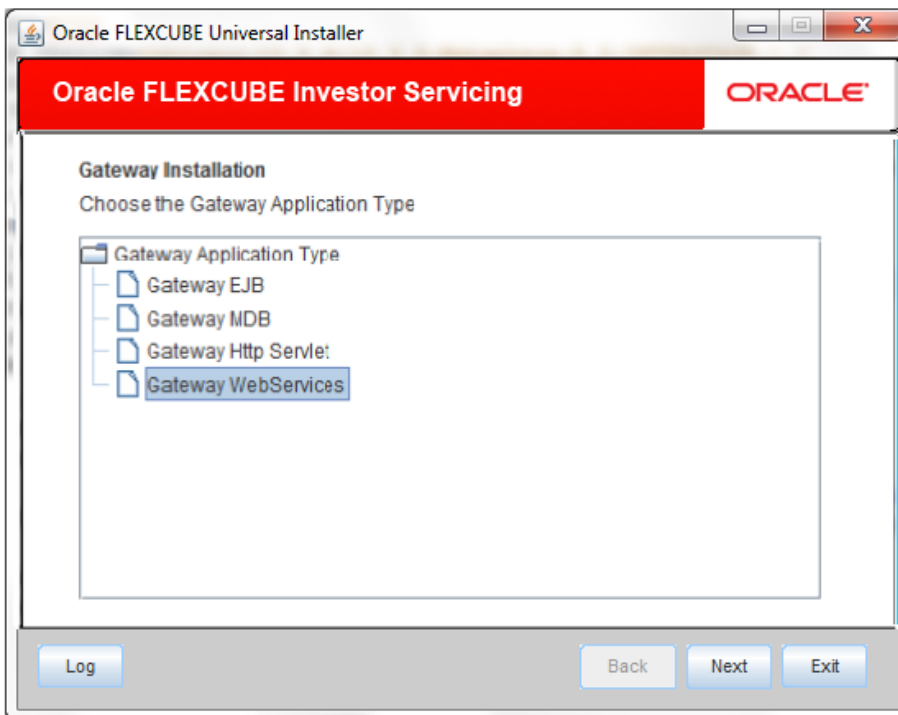 Oracle FLEXCUBE Universal Installer
Oracle FLEXCUBE Investor Servicing
ORACLE
Gateway Installation
Choose the Gateway Application Type
Gateway Application Type
Gateway EJB
Gateway MDB
Gateway Http Servlet
Gateway WebServices
Log
Back
Next
Exit